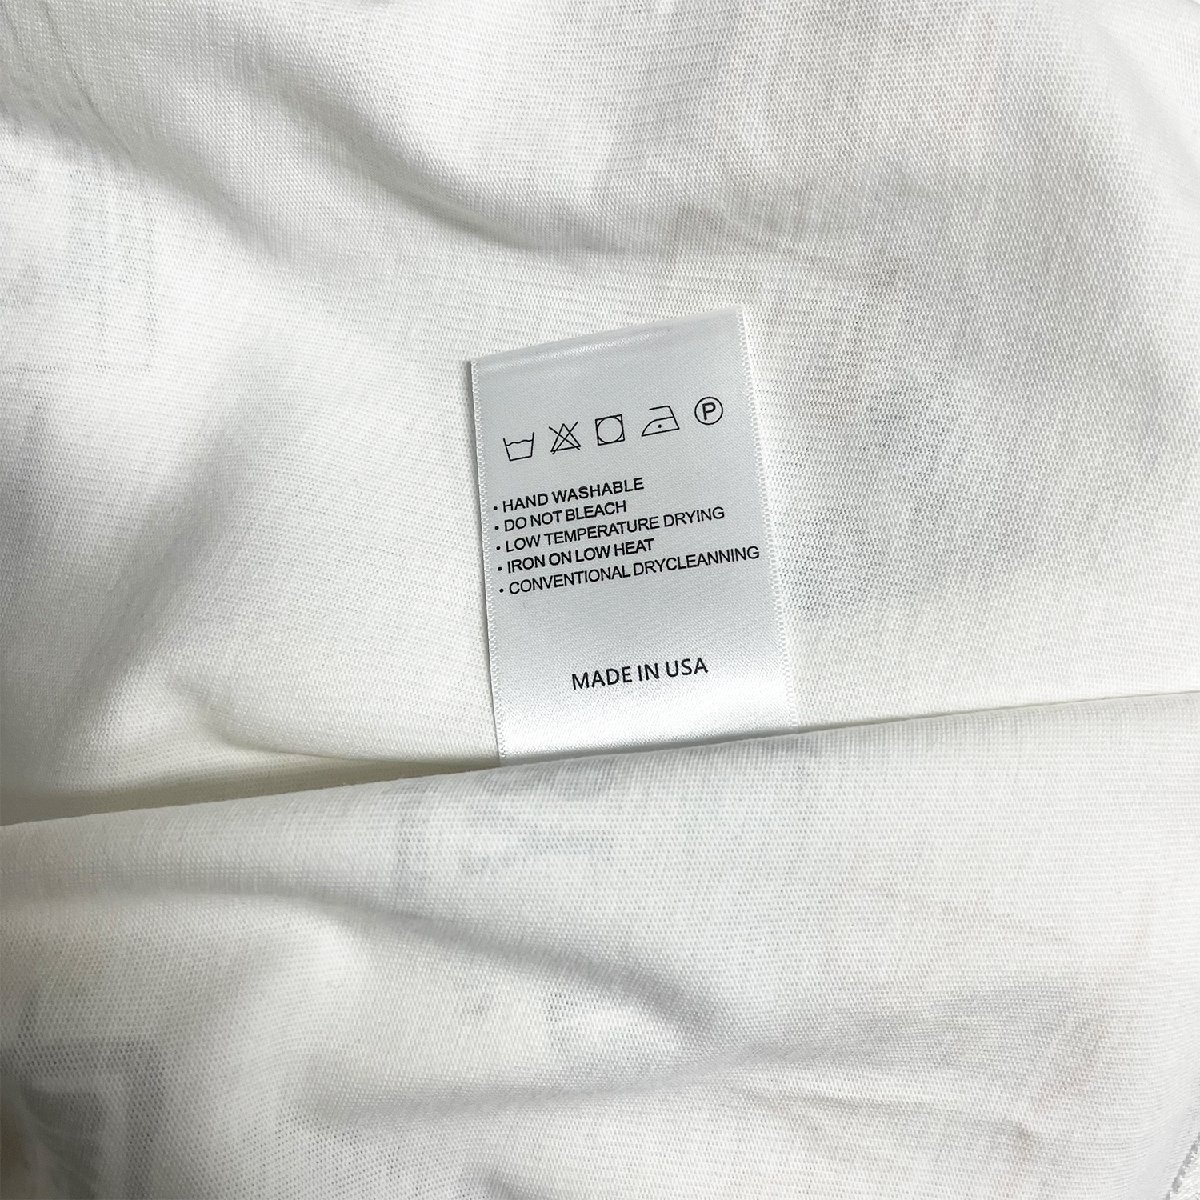 P
· HAND WASHABLE
· DO NOT BLEACH
· LOW TEMPERATURE DRYING
· IRON ON LOW HEAT
· CONVENTIONAL DRYCLEANNING
MADE IN USA